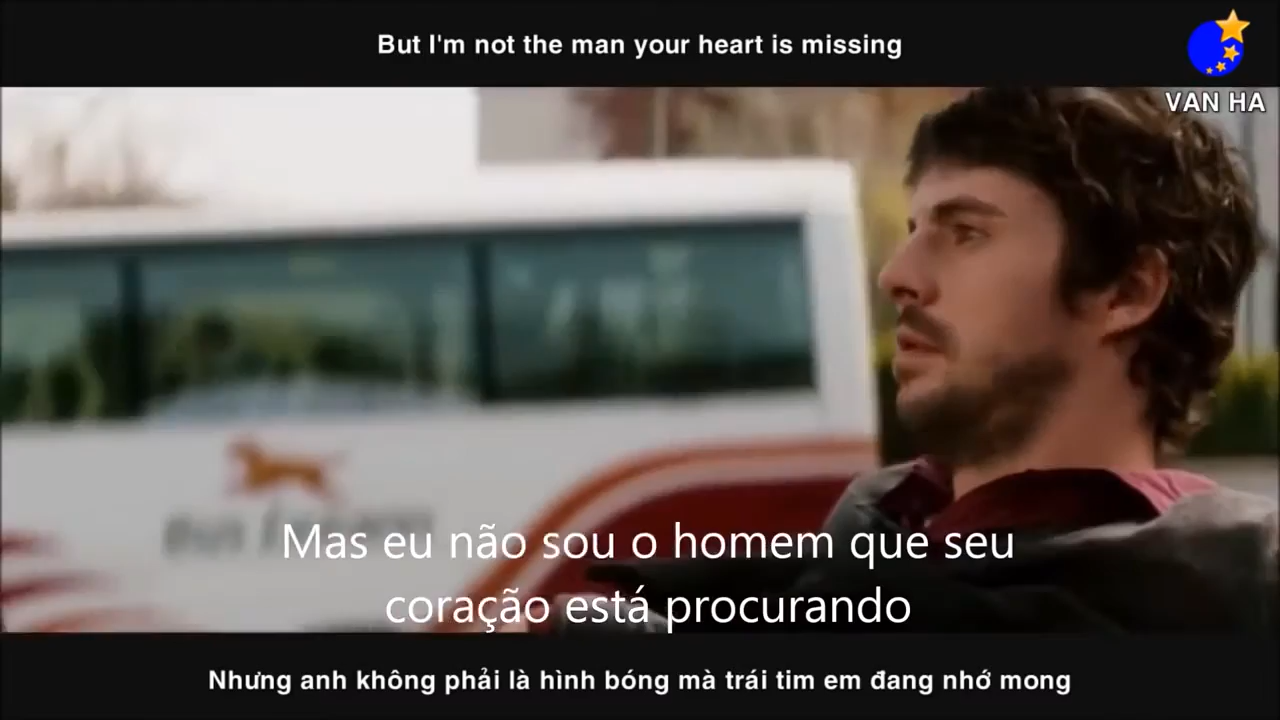 But I'm not the man your heart is missing
VAN HA
Mas eu não sou o homem que seu
coração está procurando
Nhưng anh không phải là hình bóng mà trái tim em đang nhớ mong